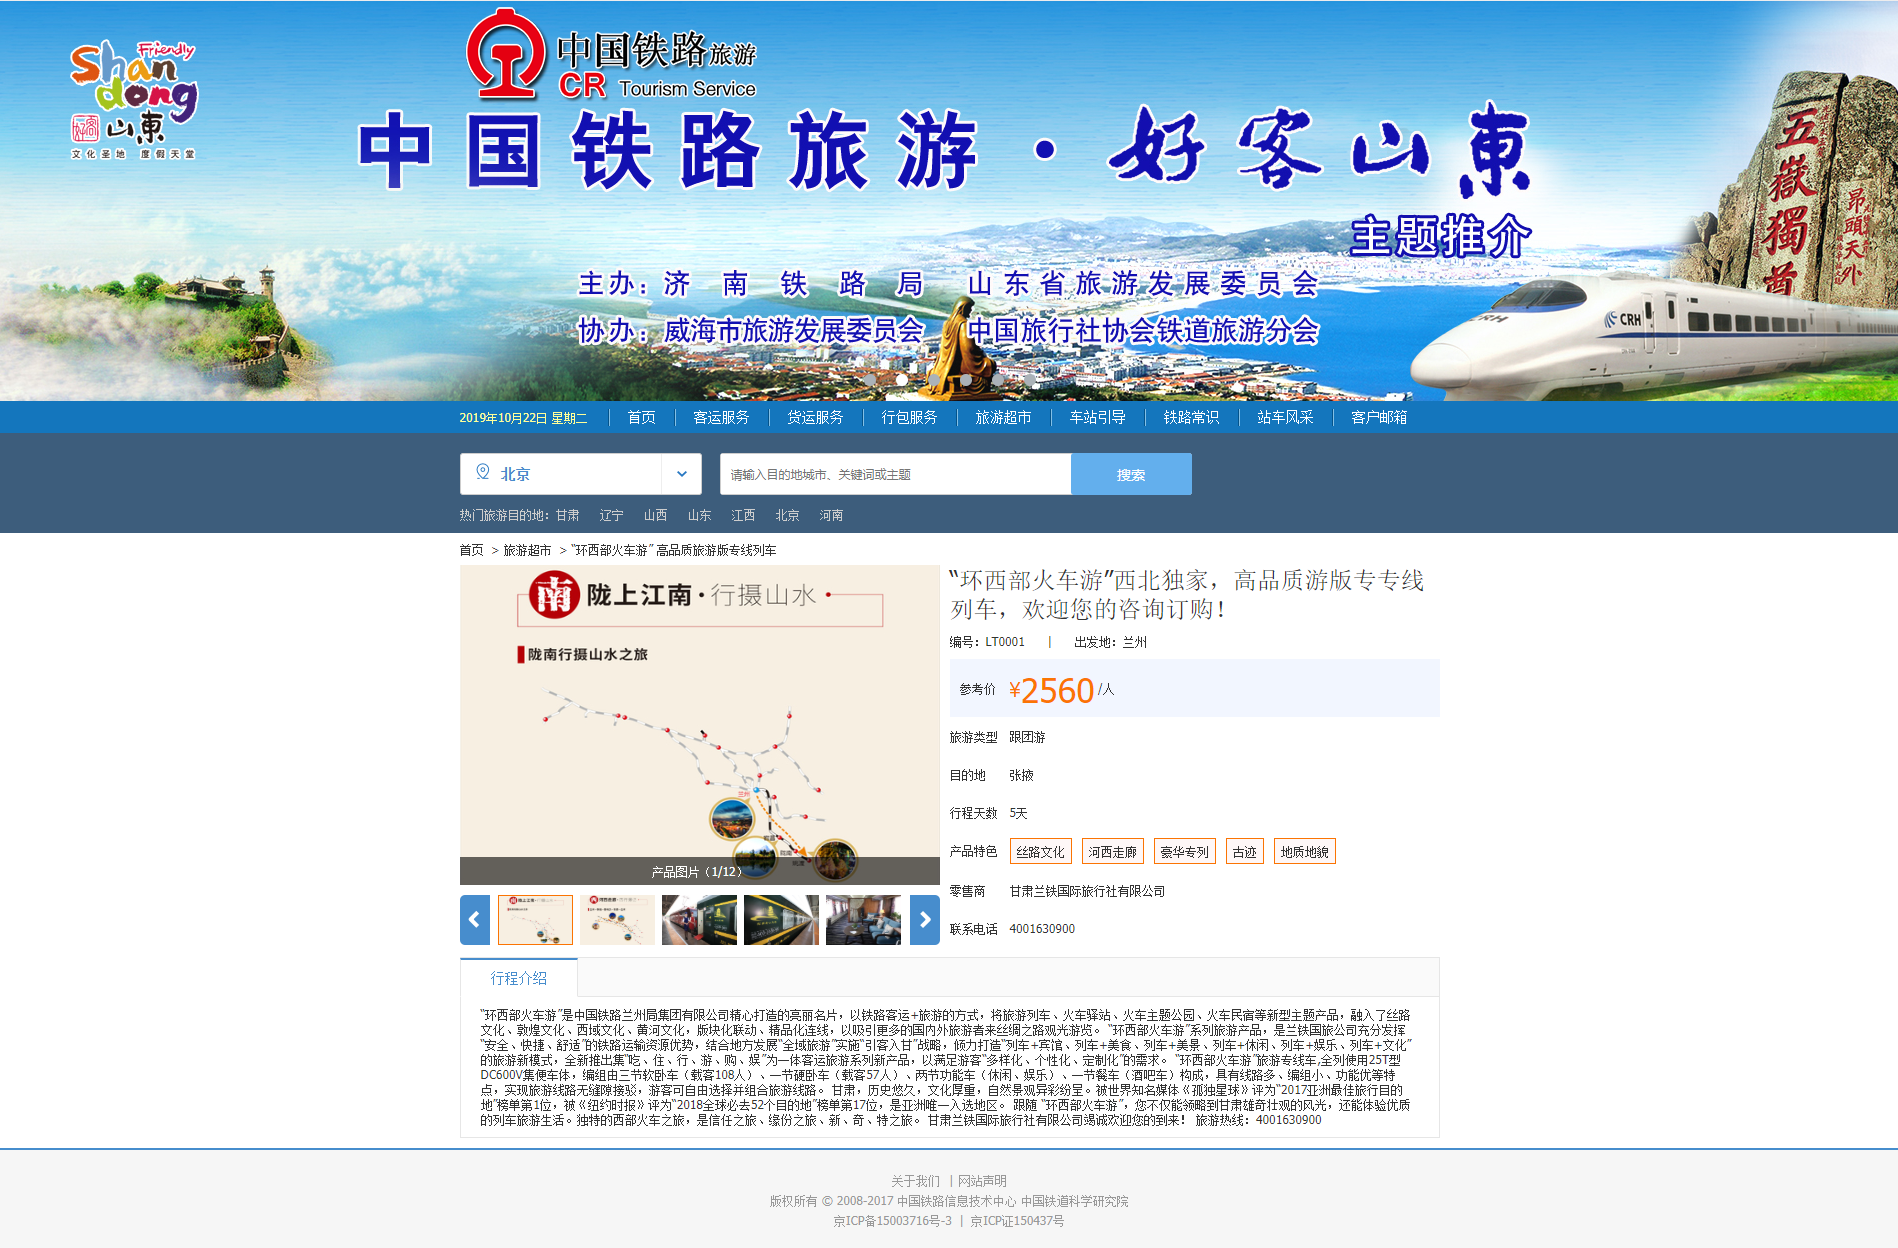 Friendly
Shandong
好客
山東
文化圣地 度假天堂
中国铁路旅游
CR Tourism Service
中国铁路旅游·好客山東
主题推介
主办：济南铁路局 山东省旅游发展委员会
协办：威海市旅游发展委员会 中国旅行社协会铁道旅游分会
五嶽獨尊
昂頭天外
CRH
CRH
2019年10月22日 星期二 首页 客运服务 货运服务 行包服务 旅游超市 车站引导 铁路常识 站车风采 客户邮箱
北京
请输入目的地城市、关键词或主题
搜索
热门旅游目的地：甘肃 辽宁 山西 山东 江西 北京 河南
首页 > 旅游超市 > “环西部火车游” 高品质旅游版专线列车
南 陇上江南·行摄山水
陇南行摄山水之旅
兰州
产品图片（1/12）
“环西部火车游”西北独家，高品质游版专专线
列车，欢迎您的咨询订购！
编号：LT0001 | 出发地：兰州
参考价 ¥2560/人
旅游类型 跟团游
目的地 张掖
行程天数 5天
产品特色 丝路文化 河西走廊 豪华专列 古迹 地质地貌
零售商 甘肃兰铁国际旅行社有限公司
联系电话 4001630900
行程介绍
“环西部火车游”是中国铁路兰州局集团有限公司精心打造的亮丽名片，以铁路客运+旅游的方式，将旅游列车、火车驿站、火车主题公园、火车民宿等新型主题产品，融入了丝路
文化、敦煌文化、西域文化、黄河文化，版块化联动、精品化连线，以吸引更多的国内外旅游者来丝绸之路观光游览。 “环西部火车游”系列旅游产品，是兰铁国旅公司充分发挥
“安全、快捷、舒适”的铁路运输资源优势，结合地方发展“全域旅游”实施“引客入甘”战略，倾力打造“列车+宾馆、列车+美食、列车+美景、列车+休闲、列车+娱乐、列车+文化”
的旅游新模式，全新推出集“吃、住、行、游、购、娱”为一体客运旅游系列新产品，以满足游客“多样化、个性化、定制化”的需求。 “环西部火车游”旅游专线车,全列使用25T型
DC600V集便车体，编组由三节软卧车（载客108人）、一节硬卧车（载客57人）、两节功能车（休闲、娱乐）、一节餐车（酒吧车）构成，具有线路多、编组小、功能优等特
点，实现旅游线路无缝隙接驳，游客可自由选择并组合旅游线路。 甘肃，历史悠久，文化厚重，自然景观异彩纷呈。被世界知名媒体《孤独星球》评为“2017亚洲最佳旅行目的
地”榜单第1位，被《纽约时报》评为“2018全球必去52个目的地”榜单第17位，是亚洲唯一入选地区。 跟随 “环西部火车游”，您不仅能领略到甘肃雄奇壮观的风光，还能体验优质
的列车旅游生活。独特的西部火车之旅，是信任之旅、缘份之旅、新、奇、特之旅。 甘肃兰铁国际旅行社有限公司竭诚欢迎您的到来！ 旅游热线：4001630900
关于我们 | 网站声明
版权所有 © 2008-2017 中国铁路信息技术中心 中国铁道科学研究院
京ICP备15003716号-3 | 京ICP证150437号